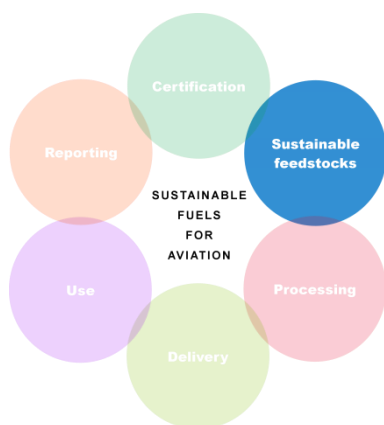 Certification
Sustainable
feedstocks
Processing
Delivery
Use
Reporting
SUSTAINABLE
FUELS
FOR
AVIATION